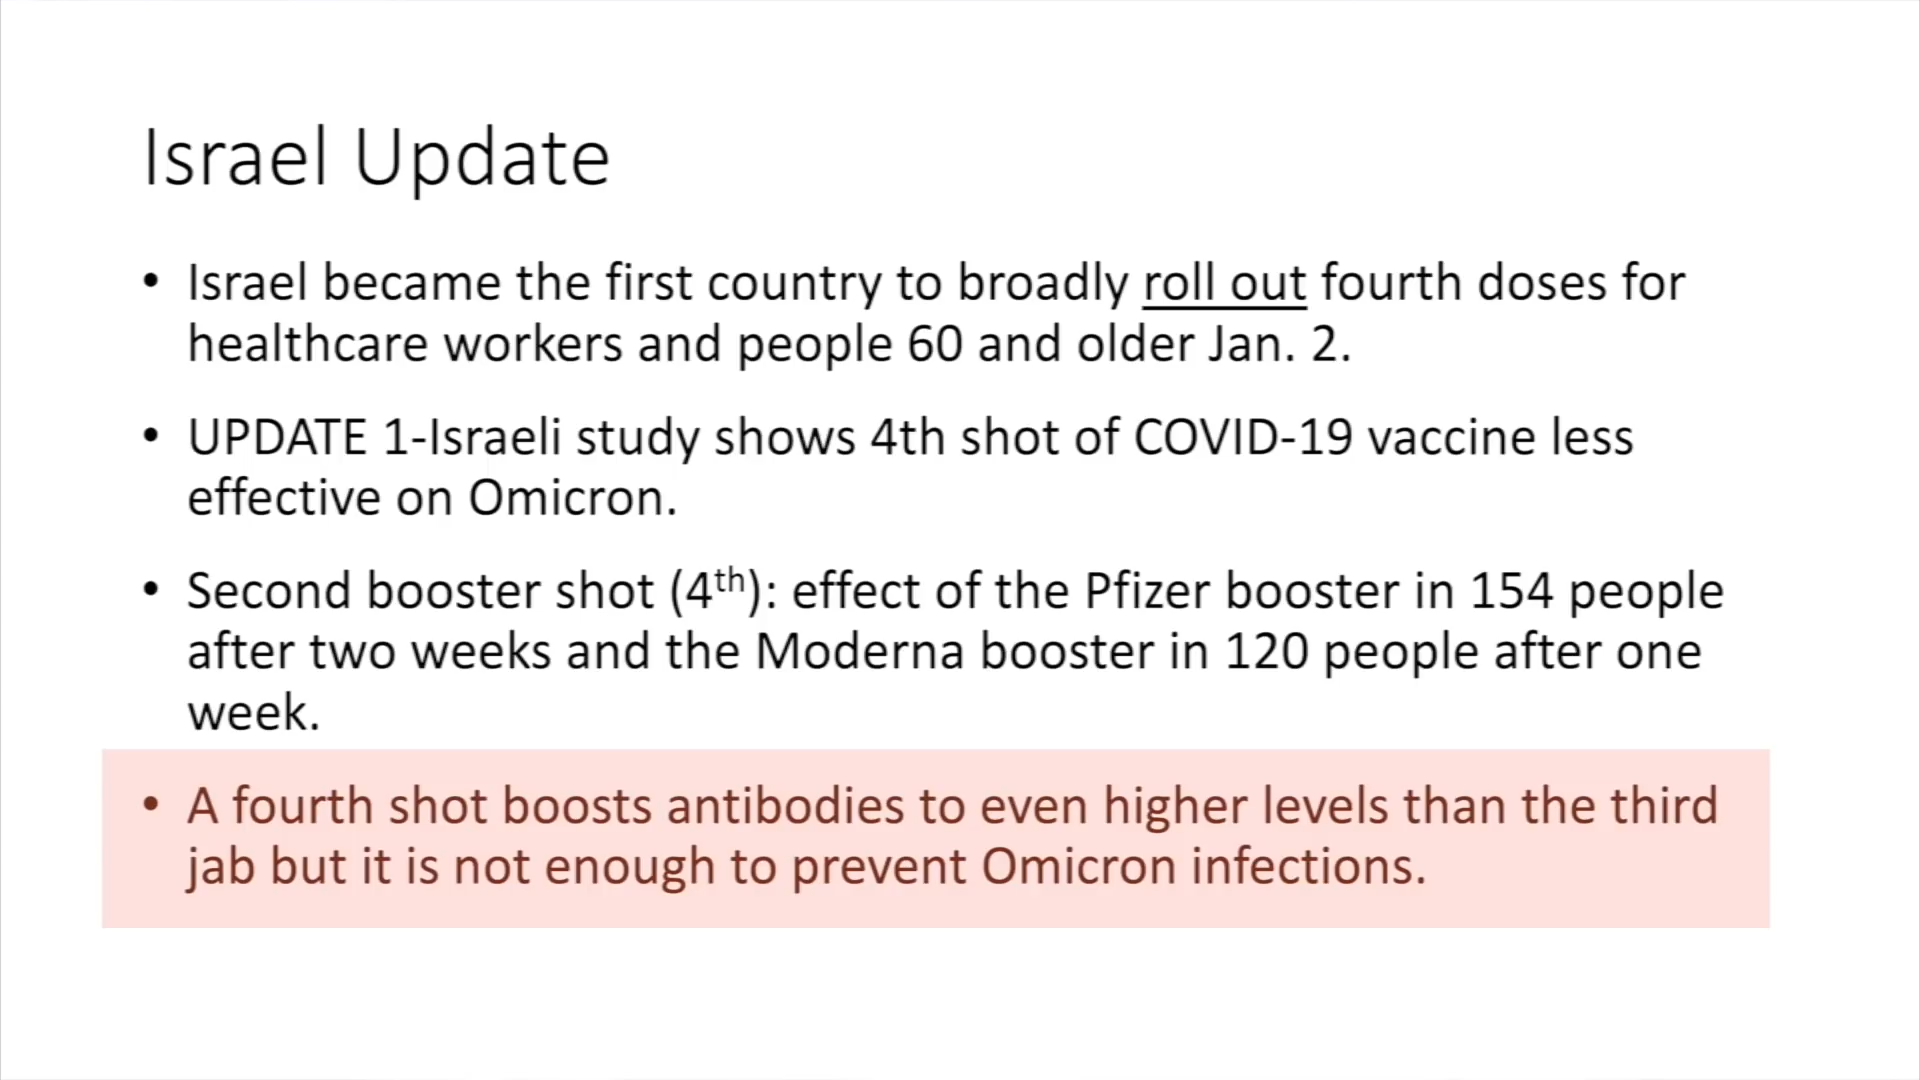 Israel Update
• Israel became the first country to broadly roll out fourth doses for
healthcare workers and people 60 and older Jan. 2.
• UPDATE 1-Israeli study shows 4th shot of COVID-19 vaccine less
effective on Omicron.
• Second booster shot (4th): effect of the Pfizer booster in 154 people
after two weeks and the Moderna booster in 120 people after one
week.
• A fourth shot boosts antibodies to even higher levels than the third
jab but it is not enough to prevent Omicron infections.